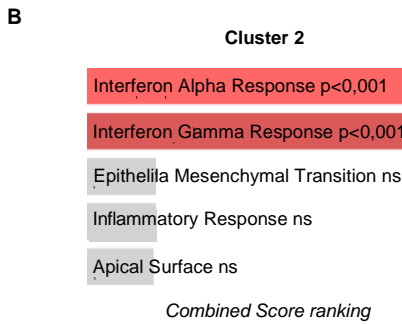 B
Cluster 2
Interferon Alpha Response p<0,001
Interferon Gamma Response p<0,001
Epithelila Mesenchymal Transition ns
Inflammatory Response ns
Apical Surface ns
Combined Score ranking